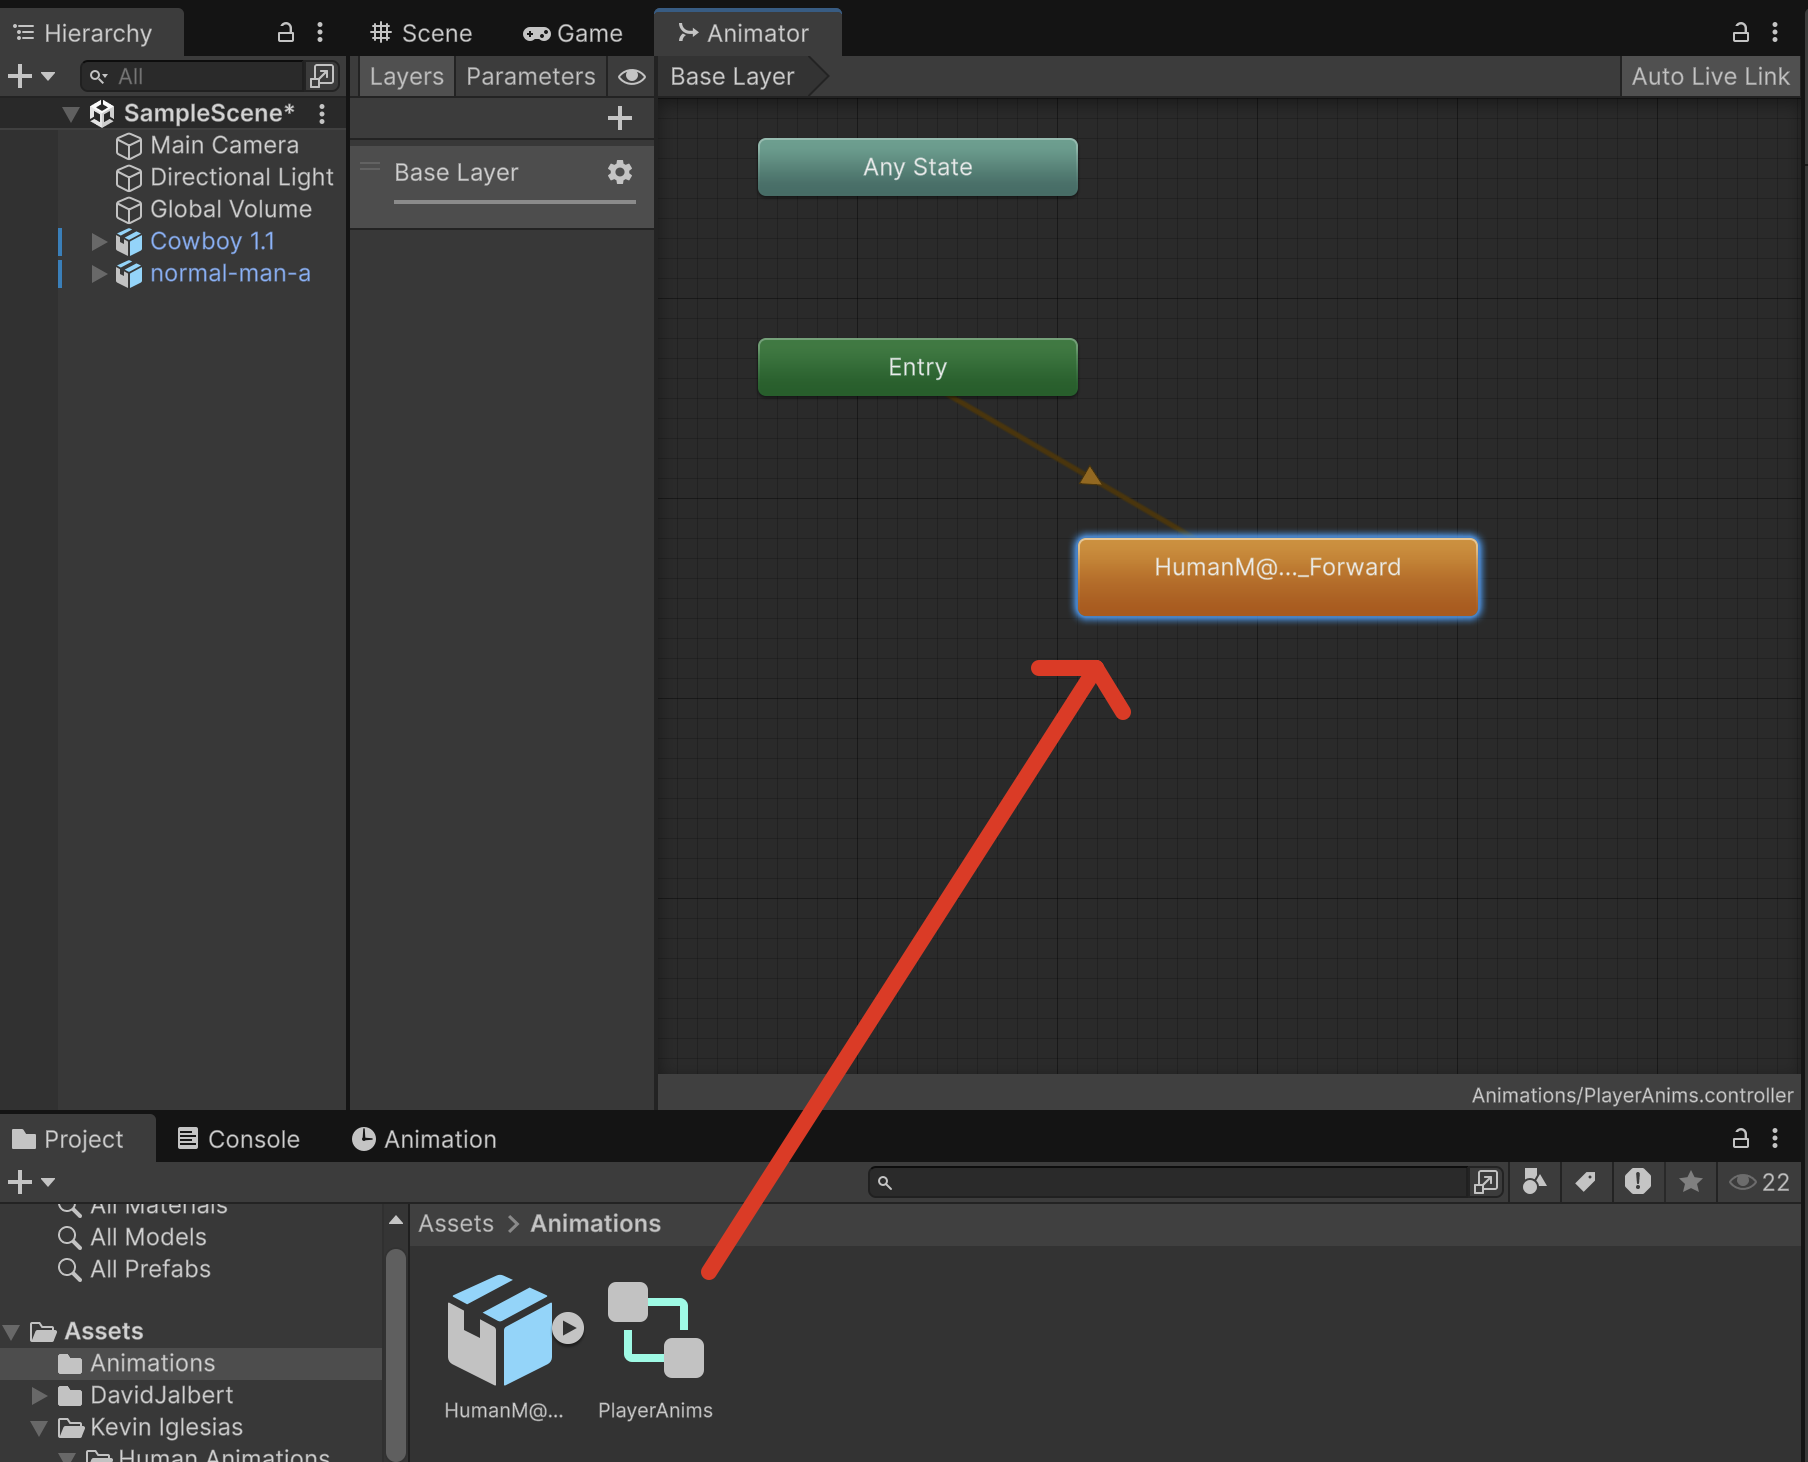 Hierarchy
Scene
Game
Animator
All
Layers
Parameters
Base Layer
Auto Live Link
SampleScene*
Main Camera
Directional Light
Global Volume
Cowboy 1.1
normal-man-a
Base Layer
Any State
Entry
HumanM@..._Forward
Animations/PlayerAnims.controller
Project
Console
Animation
22
All Materials
All Models
All Prefabs
Assets
Animations
DavidJalbert
Kevin Iglesias
Human Animations
Assets > Animations
HumanM@...
PlayerAnims